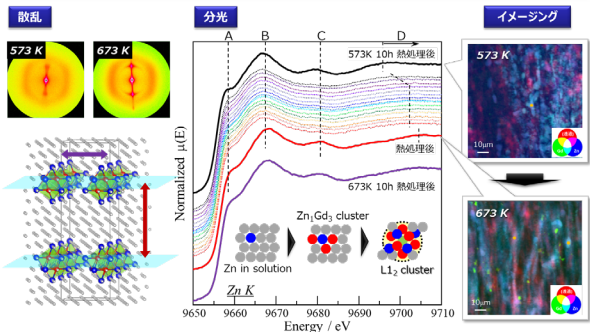 散乱
573 K
673 K
分光
A
B
C
D
573K 10h 熱処理後
熱処理後
673K 10h 熱処理後
Normalized μ(E)
Zn in solution
Zn₁Gd₃ cluster
L1₂ cluster
Zn K
9650
9660
9670
9680
9690
9700
9710
Energy / eV
イメージング
573 K
10μm
673 K
10μm